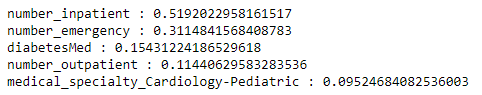 number_inpatient : 0.5192022958161517
number_emergency : 0.3114841568408783
diabetesMed : 0.15431224186529618
number_outpatient : 0.11440629583283536
medical_specialty_Cardiology-Pediatric : 0.09524684082536003